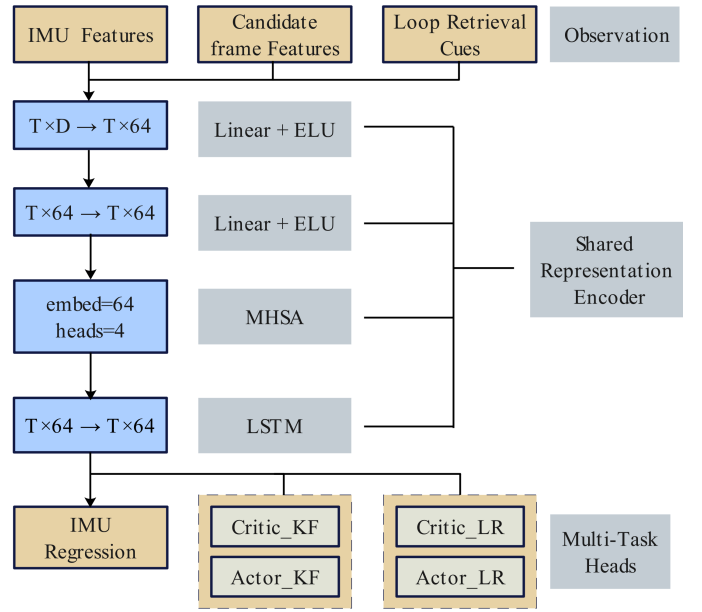 IMU Features
Candidate
frame Features
Loop Retrieval
Cues
Observation
T×D → T×64
Linear + ELU
T×64 → T×64
Linear + ELU
Shared
Representation
Encoder
embed=64
heads=4
MHSA
T×64 → T×64
LSTM
IMU
Regression
Critic_KF
Actor_KF
Critic_LR
Actor_LR
Multi-Task
Heads